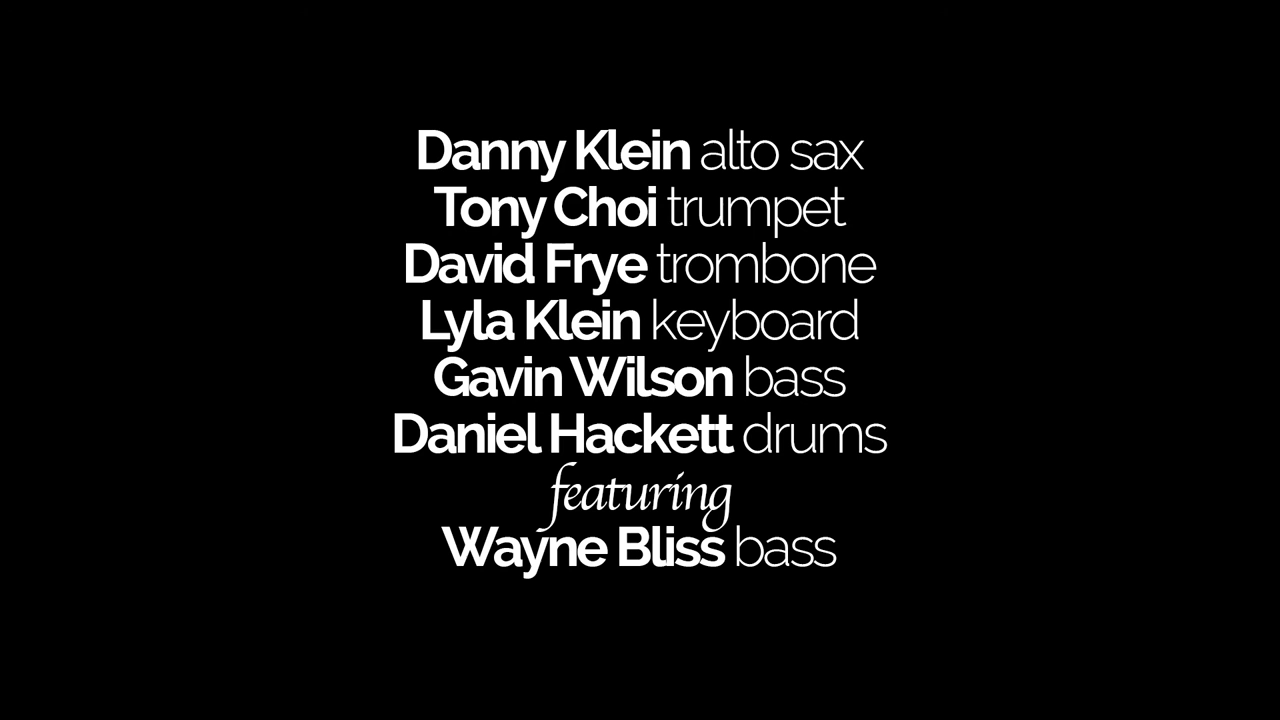 Danny Klein alto sax
Tony Choi trumpet
David Frye trombone
Lyla Klein keyboard
Gavin Wilson bass
Daniel Hackett drums
featuring
Wayne Bliss bass